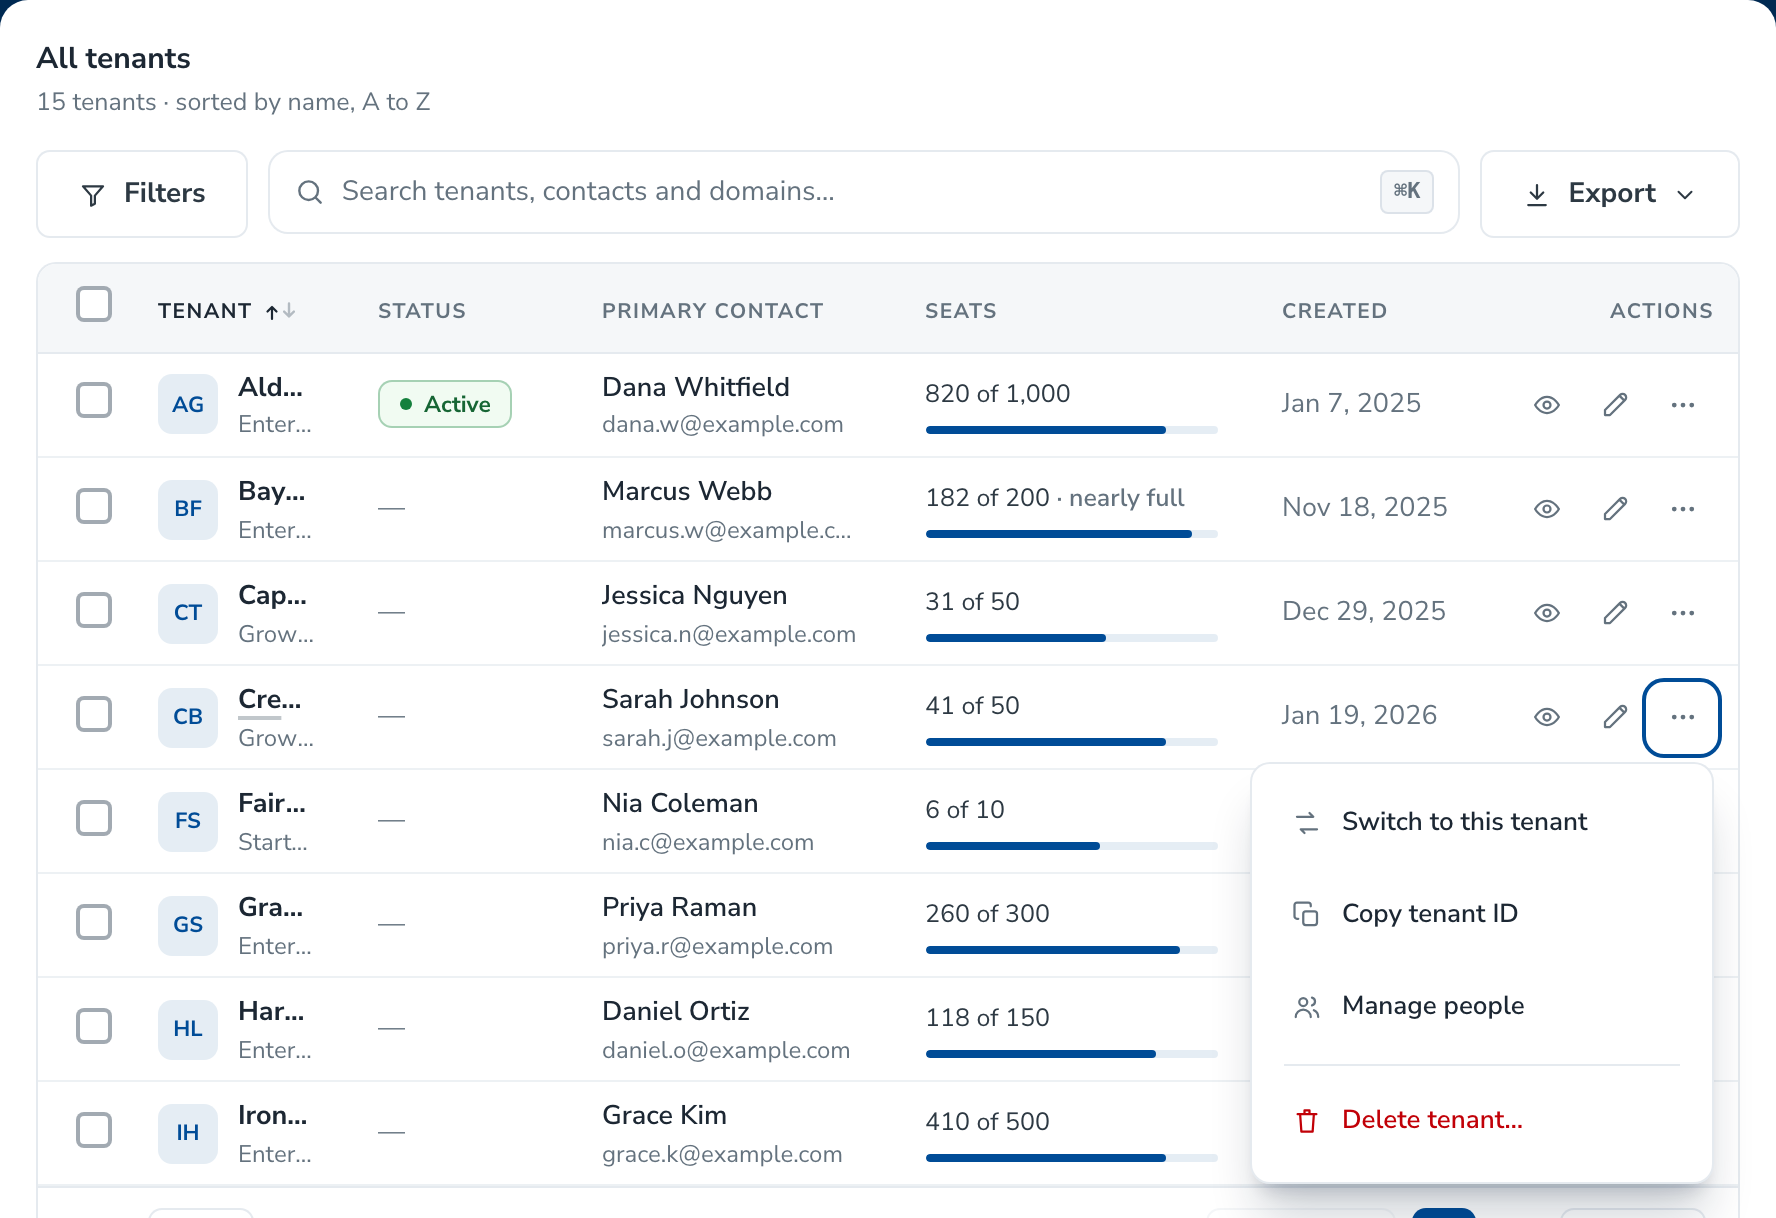 All tenants
15 tenants · sorted by name, A to Z
Filters
Search tenants, contacts and domains...
⌘K
Export
TENANT
STATUS
PRIMARY CONTACT
SEATS
CREATED
ACTIONS
AG
Ald...
Enter...
Active
Dana Whitfield
dana.w@example.com
820 of 1,000
Jan 7, 2025
BF
Bay...
Enter...
—
Marcus Webb
marcus.w@example.c...
182 of 200 · nearly full
Nov 18, 2025
CT
Cap...
Grow...
—
Jessica Nguyen
jessica.n@example.com
31 of 50
Dec 29, 2025
CB
Cre...
Grow...
—
Sarah Johnson
sarah.j@example.com
41 of 50
Jan 19, 2026
FS
Fair...
Start...
—
Nia Coleman
nia.c@example.com
6 of 10
GS
Gra...
Enter...
—
Priya Raman
priya.r@example.com
260 of 300
HL
Har...
Enter...
—
Daniel Ortiz
daniel.o@example.com
118 of 150
IH
Iron...
Enter...
—
Grace Kim
grace.k@example.com
410 of 500
Switch to this tenant
Copy tenant ID
Manage people
Delete tenant...